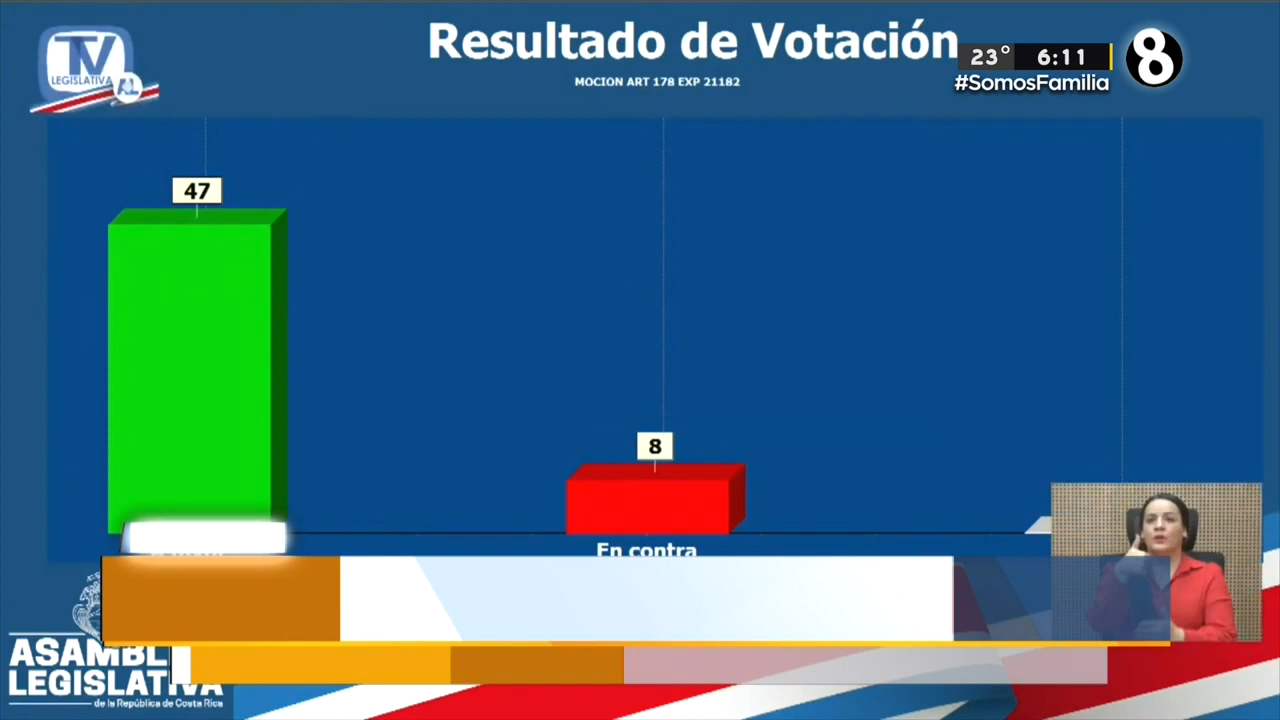 TV
LEGISLATIVA
AL
Resultado de Votación
MOCION ART 178 EXP 21182
23° 6:11
#SomosFamilia
8
47
8
En contra
LEGISLATIVA
de la República de Costa Rica